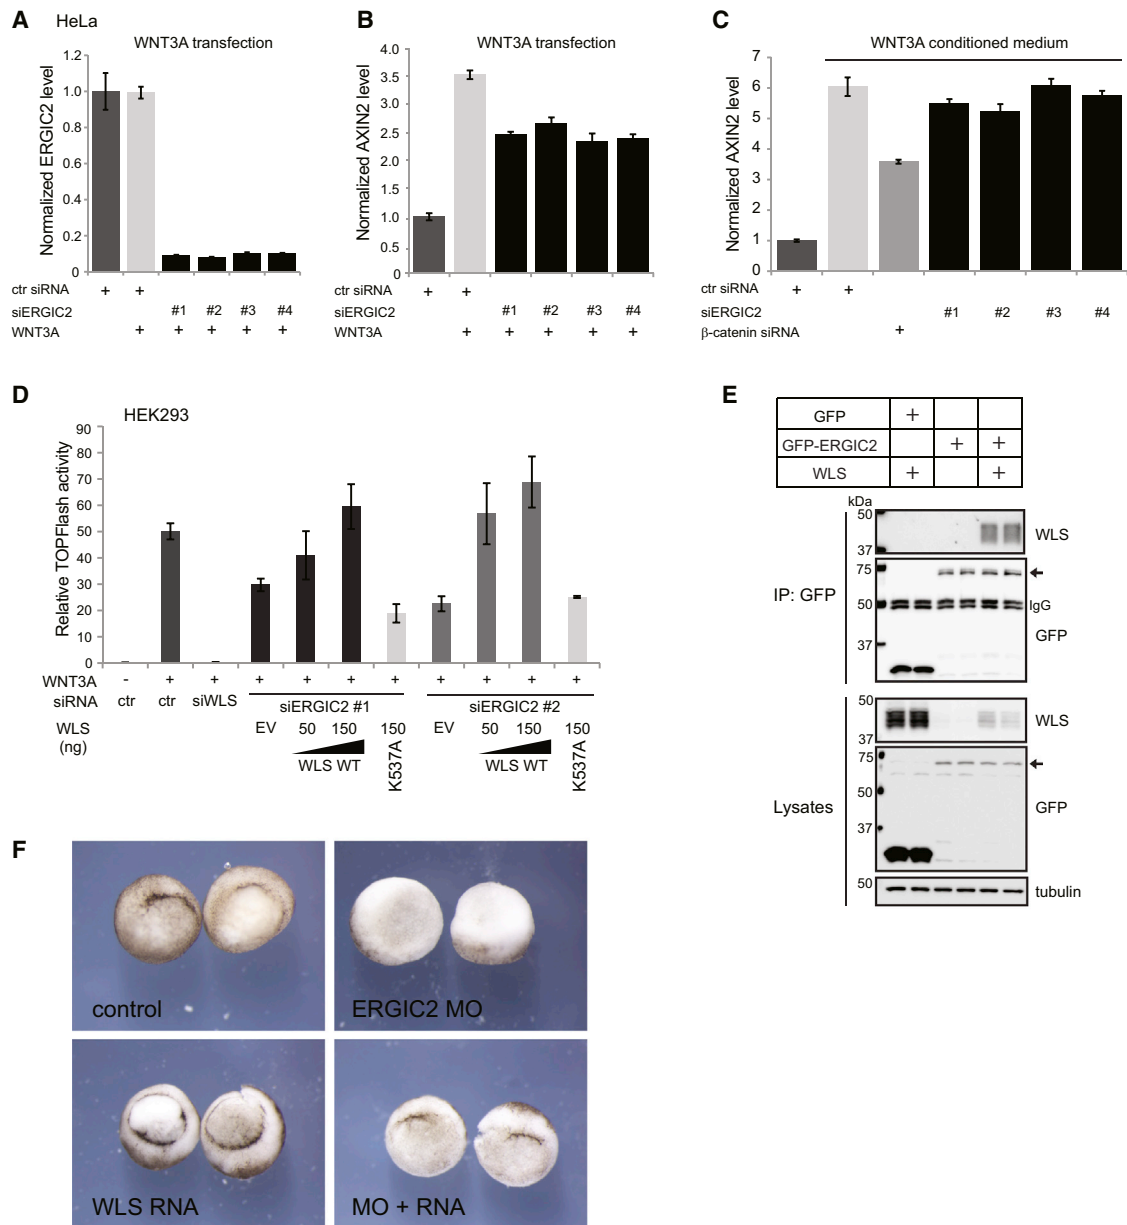 A HeLa
WNT3A transfection
Normalized ERGIC2 level
1.2
1.0
0.8
0.6
0.4
0.2
0
ctr siRNA + +
siERGIC2 #1 #2 #3 #4
WNT3A + + + + +
B
WNT3A transfection
Normalized AXIN2 level
4.0
3.5
3.0
2.5
2.0
1.5
1.0
0.5
0
ctr siRNA + +
siERGIC2 #1 #2 #3 #4
WNT3A + + + + +
C
WNT3A conditioned medium
Normalized AXIN2 level
7
6
5
4
3
2
1
0
ctr siRNA + +
siERGIC2 #1 #2 #3 #4
β-catenin siRNA +
D
HEK293
Relative TOPFlash activity
90
80
70
60
50
40
30
20
10
0
WNT3A - + + + + + + + + + +
siRNA ctr ctr siWLS siERGIC2 #1 siERGIC2 #2
WLS EV 50 150 150 EV 50 150 150
(ng)
WLS WT K537A WLS WT K537A
E
GFP +
GFP-ERGIC2 + +
WLS + +
kDa
50
37
WLS
IP: GFP
75
50
37
IgG
GFP
50
37
WLS
Lysates
75
50
37
GFP
50
tubulin
F
control
ERGIC2 MO
WLS RNA
MO + RNA